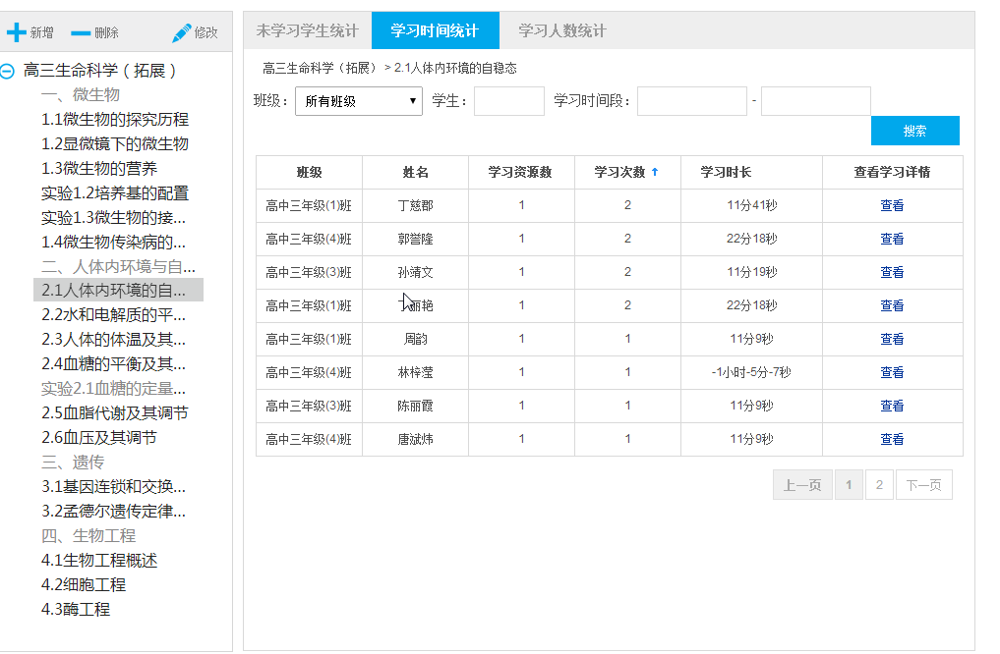 新增 删除 修改
高三生命科学（拓展）
一、微生物
1.1微生物的探究历程
1.2显微镜下的微生物
1.3微生物的营养
实验1.2培养基的配置
实验1.3微生物的接...
1.4微生物传染病的...
二、人体内环境与自...
2.1人体内环境的自...
2.2水和电解质的平...
2.3人体的体温及其...
2.4血糖的平衡及其...
实验2.1血糖的定量...
2.5血脂代谢及其调节
2.6血压及其调节
三、遗传
3.1基因连锁和交换...
3.2孟德尔遗传定律...
四、生物工程
4.1生物工程概述
4.2细胞工程
4.3酶工程
未学习学生统计 学习时间统计 学习人数统计
高三生命科学（拓展） > 2.1人体内环境的自稳态
班级： 所有班级 学生： 学习时间段： -
搜索
班级 姓名 学习资源数 学习次数 学习时长 查看学习详情
高中三年级(1)班 丁慈郡 1 2 11分41秒 查看
高中三年级(4)班 郭誉隆 1 2 22分18秒 查看
高中三年级(3)班 孙靖文 1 2 11分19秒 查看
高中三年级(1)班 丽艳 1 2 22分18秒 查看
高中三年级(1)班 周韵 1 1 11分9秒 查看
高中三年级(4)班 林梓滢 1 1 -1小时-5分-7秒 查看
高中三年级(3)班 陈丽霞 1 1 11分9秒 查看
高中三年级(4)班 唐斌炜 1 1 11分9秒 查看
上一页 1 2 下一页